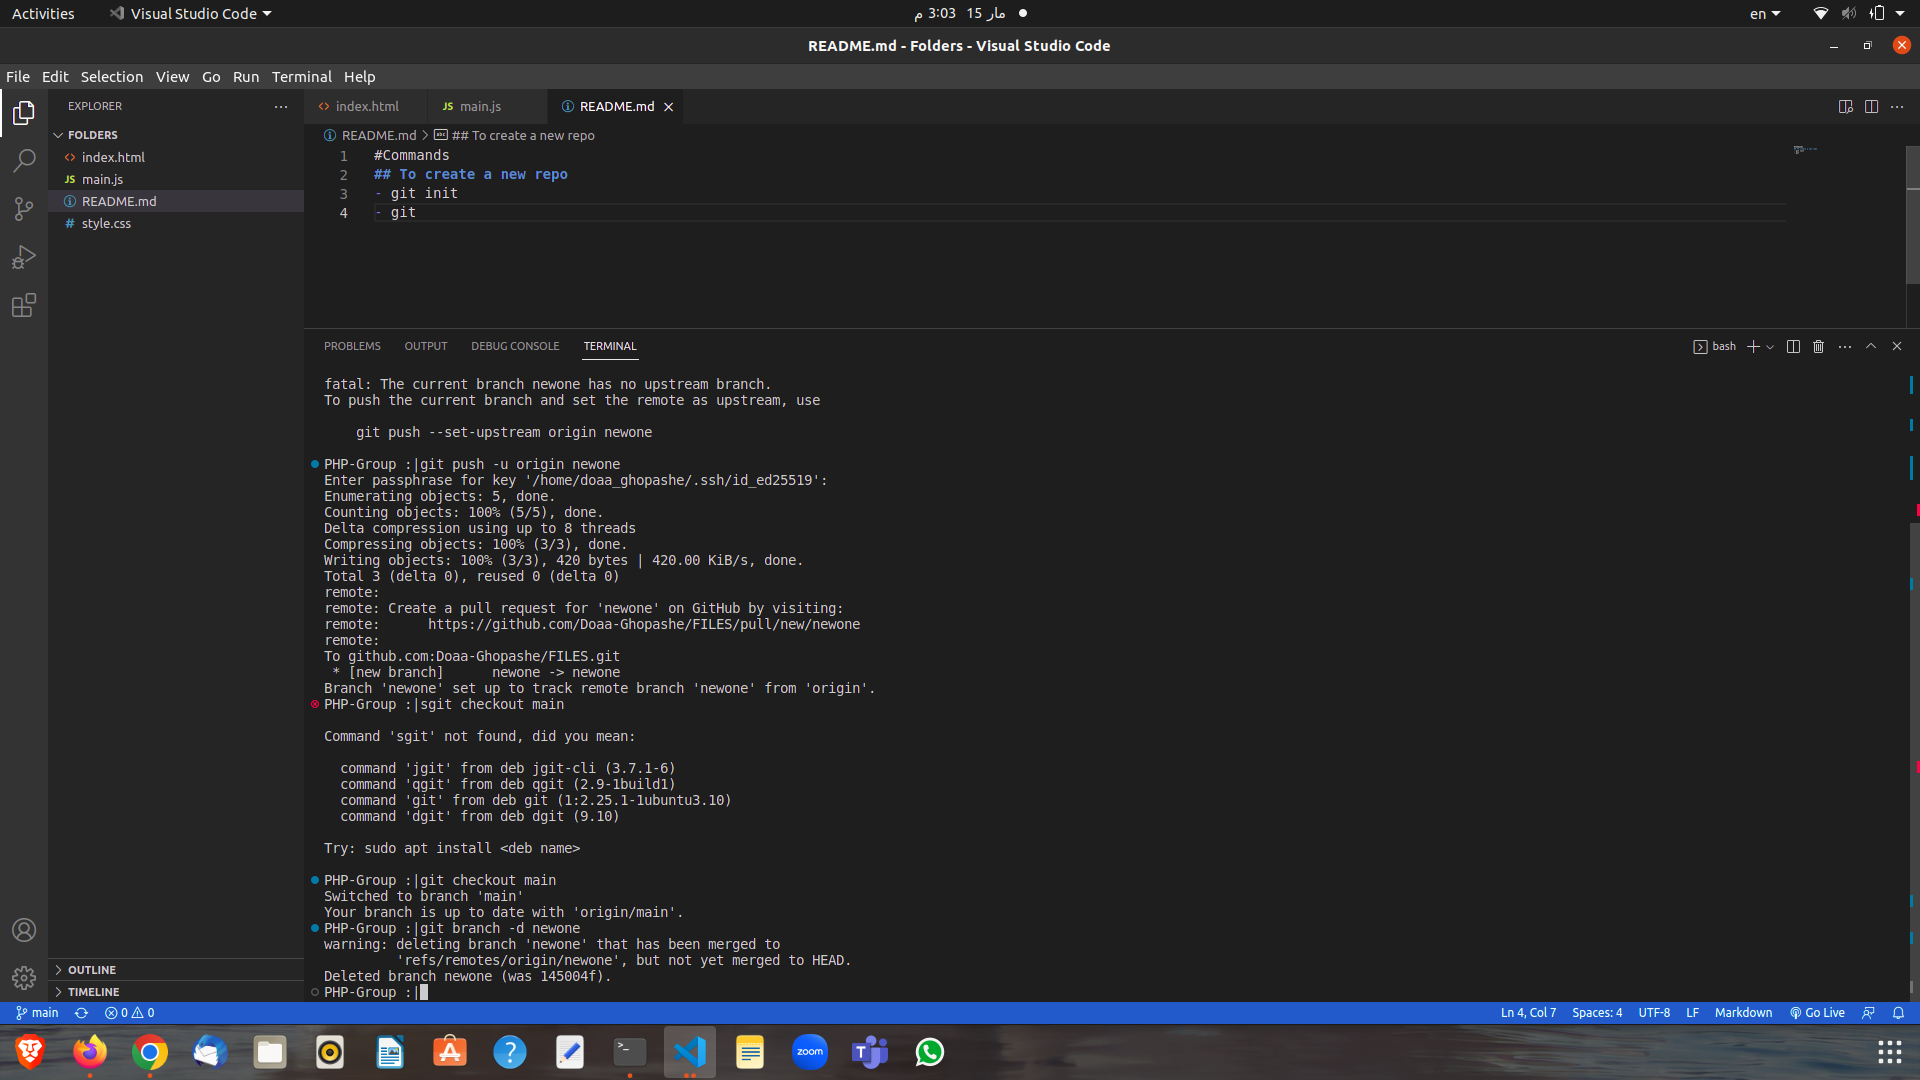 Activities
Visual Studio Code
3:03 م
15 مار
en
README.md - Folders - Visual Studio Code
File Edit Selection View Go Run Terminal Help
EXPLORER
FOLDERS
index.html
main.js
README.md
style.css
OUTLINE
TIMELINE
index.html
JS main.js
README.md
README.md > ## To create a new repo
1 #Commands
2 ## To create a new repo
3 - git init
4 - git
PROBLEMS OUTPUT DEBUG CONSOLE TERMINAL
bash
fatal: The current branch newone has no upstream branch.
To push the current branch and set the remote as upstream, use
git push --set-upstream origin newone
PHP-Group :|git push -u origin newone
Enter passphrase for key '/home/doaa_ghopashe/.ssh/id_ed25519':
Enumerating objects: 5, done.
Counting objects: 100% (5/5), done.
Delta compression using up to 8 threads
Compressing objects: 100% (3/3), done.
Writing objects: 100% (3/3), 420 bytes | 420.00 KiB/s, done.
Total 3 (delta 0), reused 0 (delta 0)
remote:
remote: Create a pull request for 'newone' on GitHub by visiting:
remote:      https://github.com/Doaa-Ghopashe/FILES/pull/new/newone
remote:
To github.com:Doaa-Ghopashe/FILES.git
* [new branch]      newone -> newone
Branch 'newone' set up to track remote branch 'newone' from 'origin'.
PHP-Group :|sgit checkout main
Command 'sgit' not found, did you mean:
command 'jgit' from deb jgit-cli (3.7.1-6)
command 'qgit' from deb qgit (2.9-1build1)
command 'git' from deb git (1:2.25.1-1ubuntu3.10)
command 'dgit' from deb dgit (9.10)
Try: sudo apt install <deb name>
PHP-Group :|git checkout main
Switched to branch 'main'
Your branch is up to date with 'origin/main'.
PHP-Group :|git branch -d newone
warning: deleting branch 'newone' that has been merged to
'refs/remotes/origin/newone', but not yet merged to HEAD.
Deleted branch newone (was 145004f).
PHP-Group :|
main
0 0
Ln 4, Col 7 Spaces: 4 UTF-8 LF Markdown Go Live
zoom